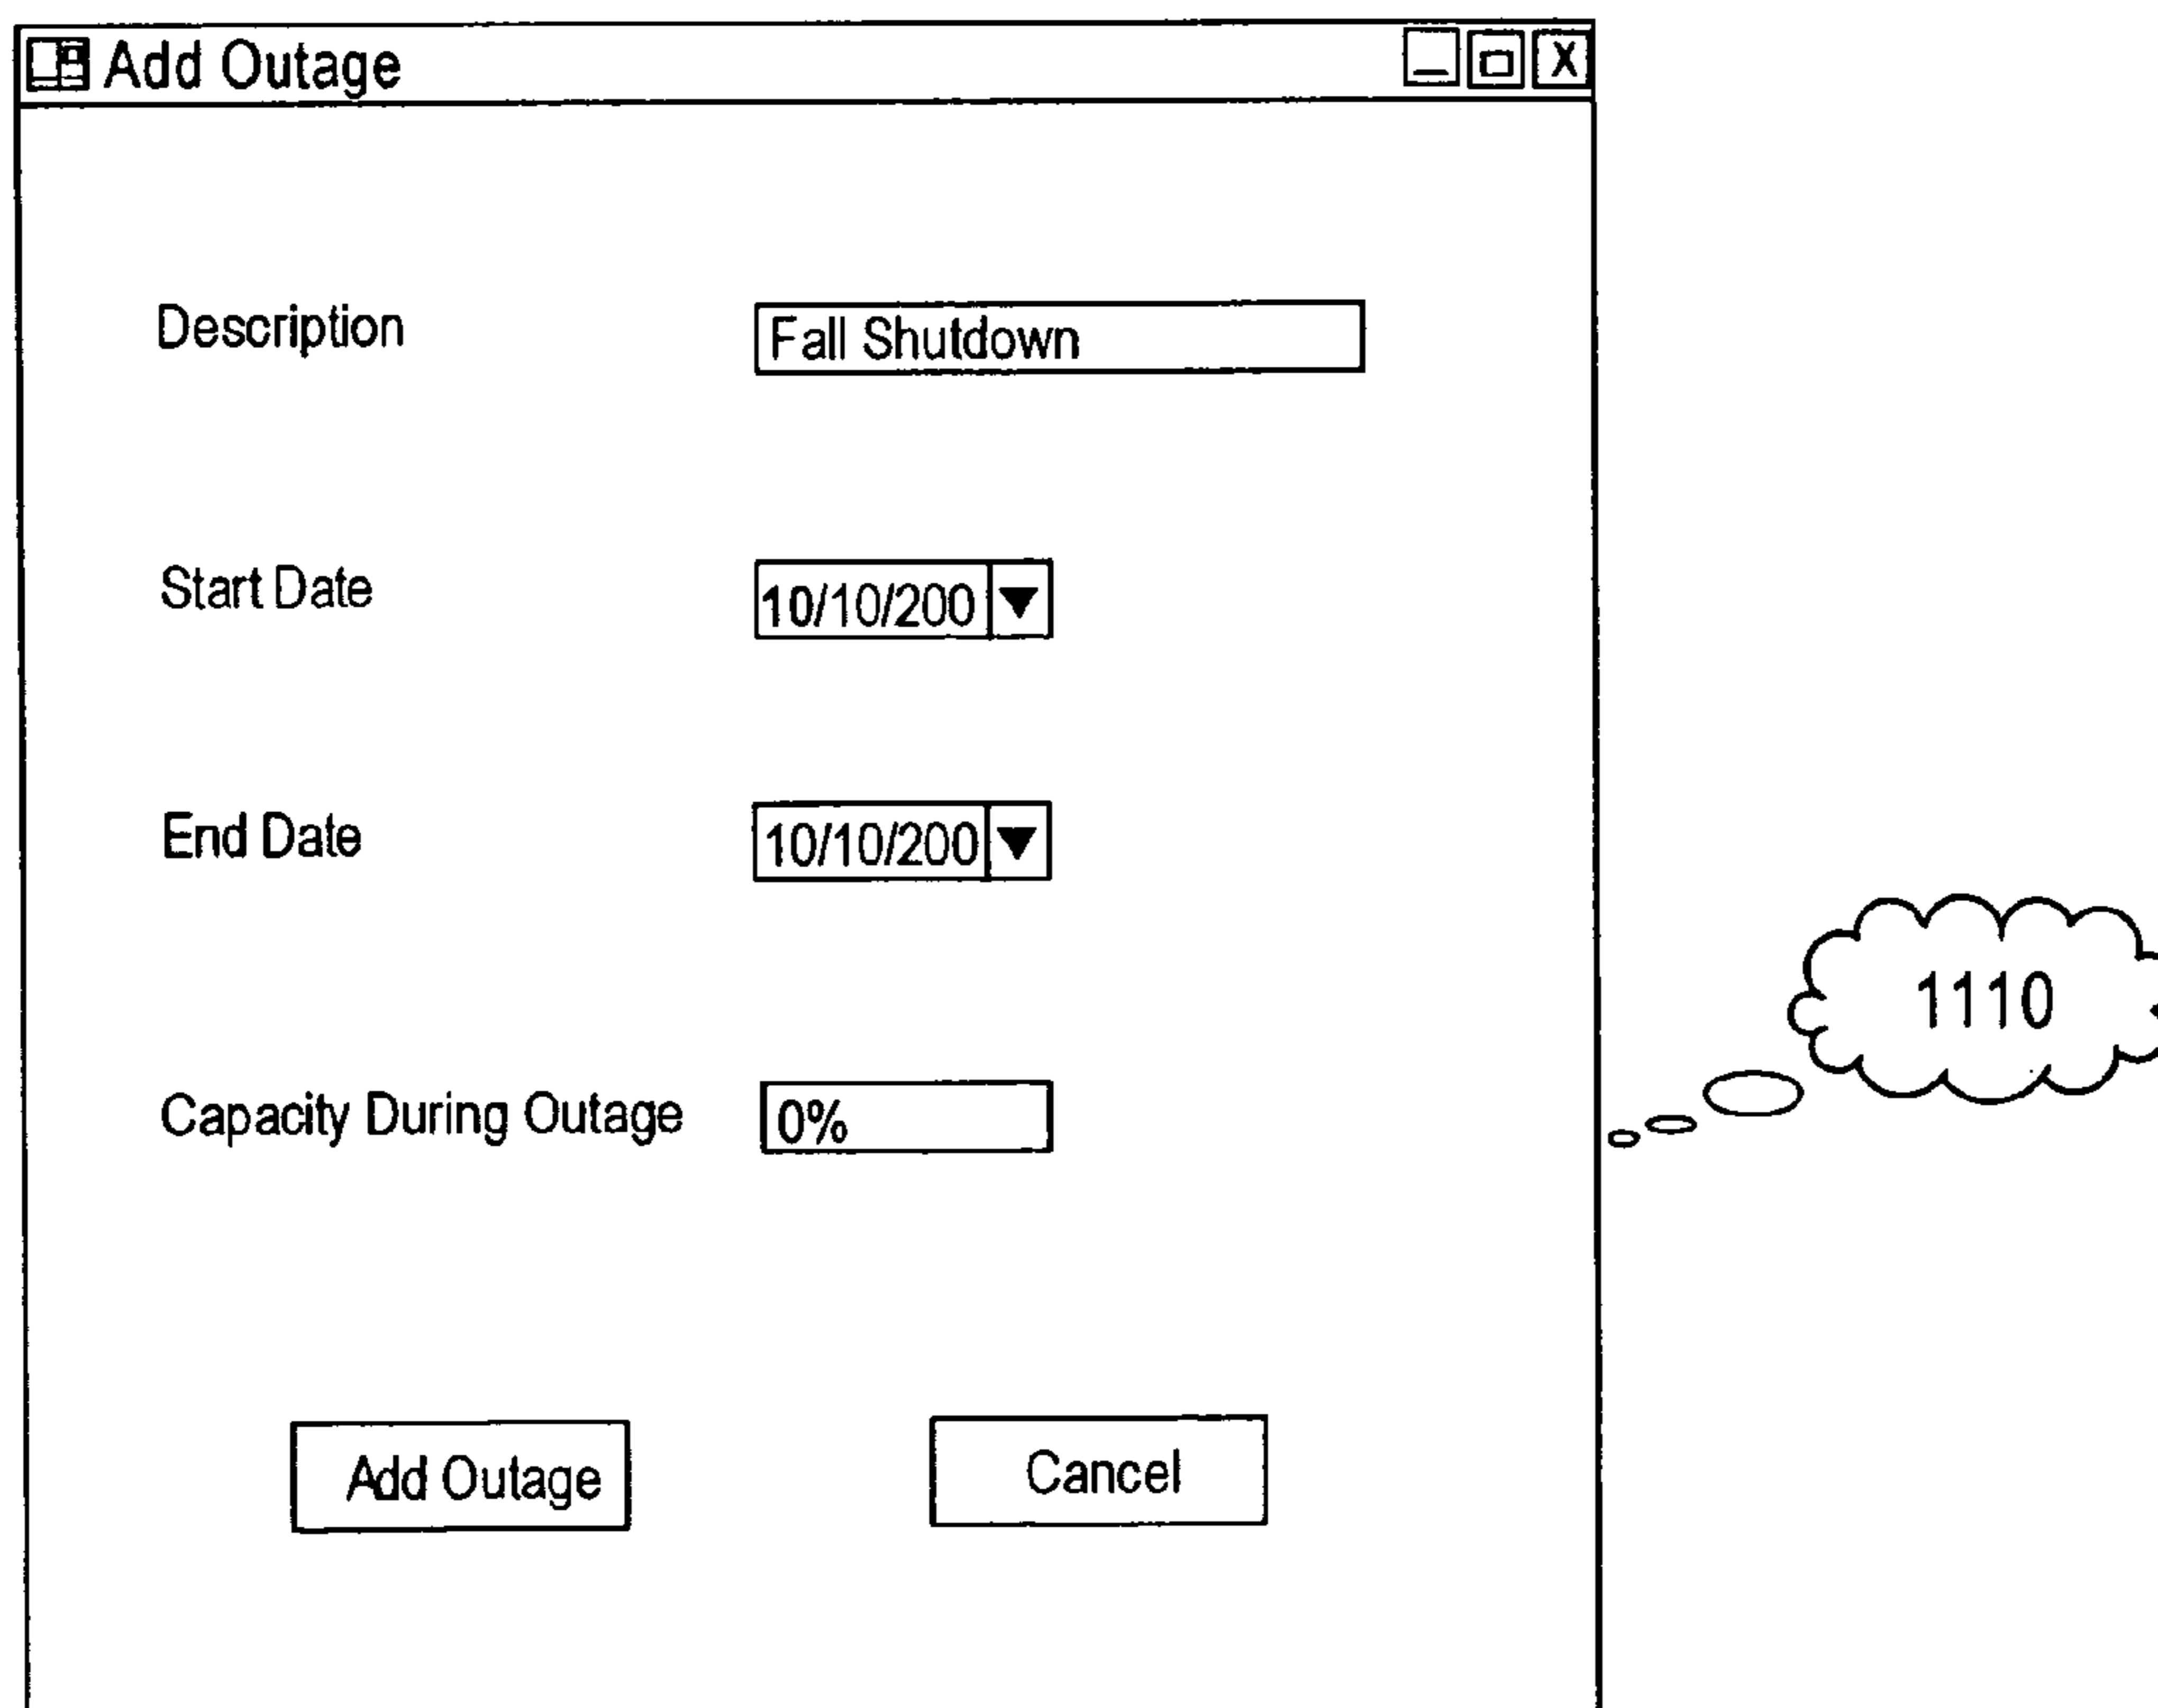 Add Outage
Description Fall Shutdown
Start Date 10/10/200
End Date 10/10/200
1110
Capacity During Outage 0%
Add Outage Cancel